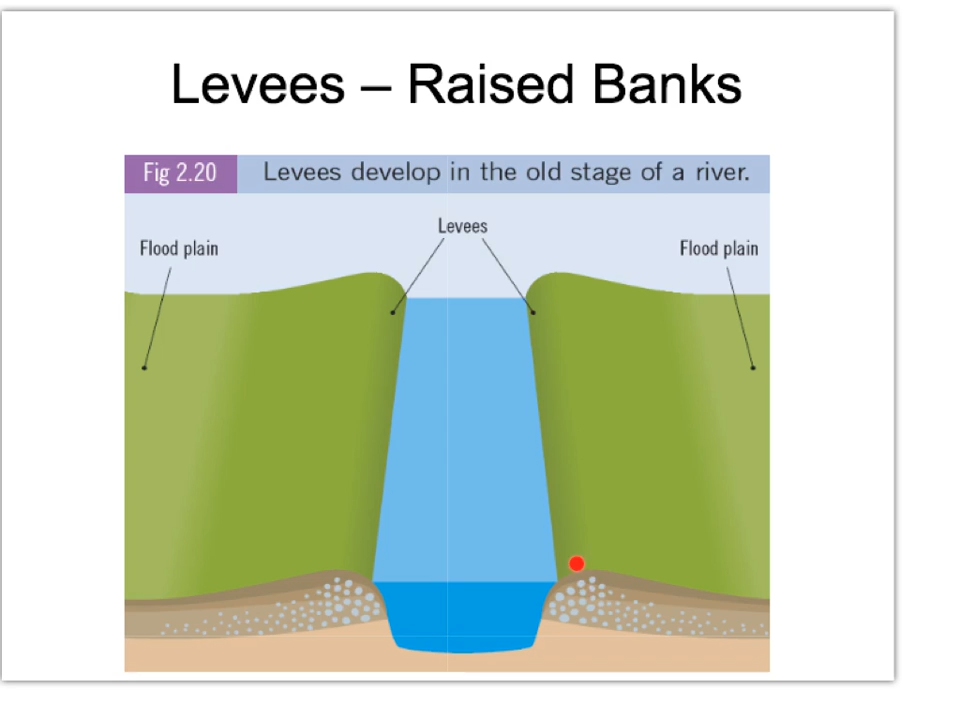 Levees – Raised Banks
Fig 2.20 Levees develop in the old stage of a river.
Levees
Flood plain Flood plain